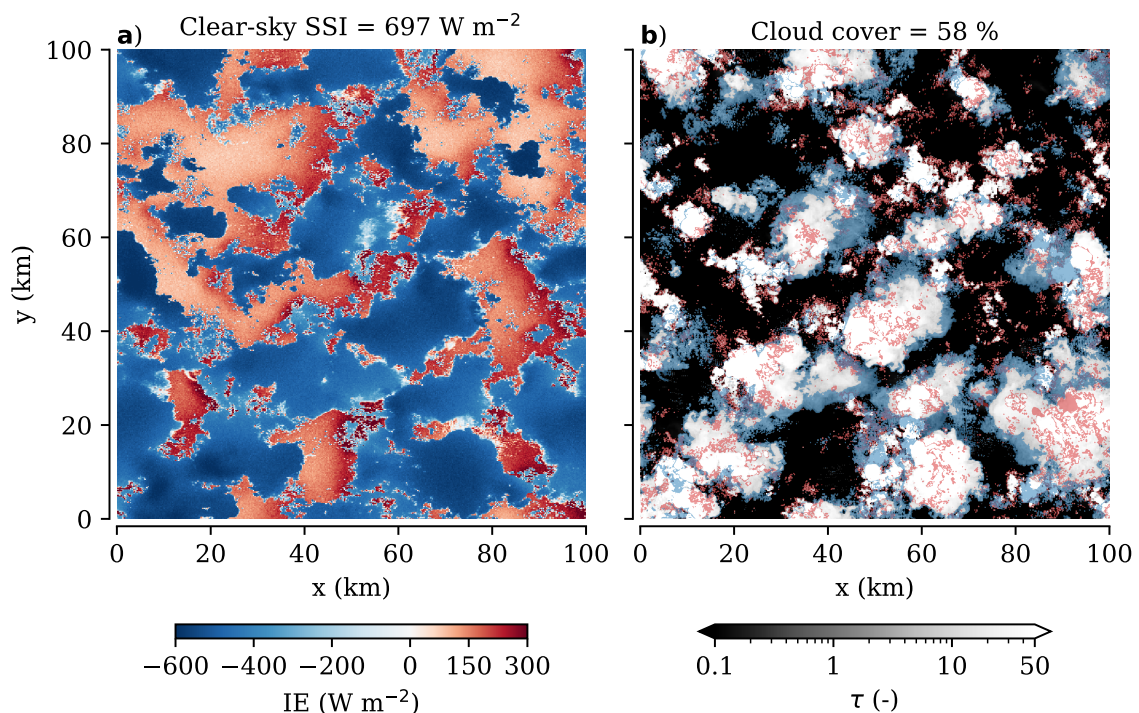 a) Clear-sky SSI = 697 W m⁻²
100
80
60
40
20
0
y (km)
0 20 40 60 80 100
x (km)
−600 −400 −200 0 150 300
IE (W m⁻²)
b) Cloud cover = 58 %
0 20 40 60 80 100
x (km)
0.1 1 10 50
τ (-)